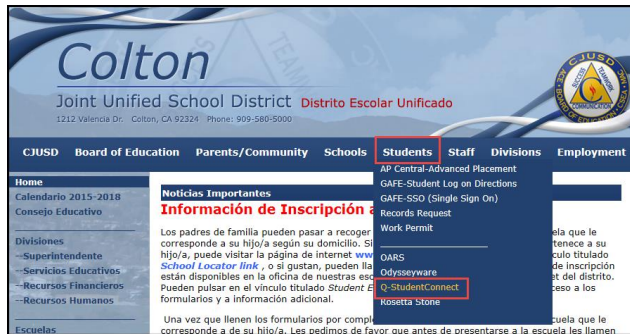 Colton
Joint Unified School District Distrito Escolar Unificado
1212 Valencia Dr. Colton, CA 92324 Phone: 909-580-5000
CJUSD Board of Education Parents/Community Schools Students Staff Divisions Employment
AP Central-Advanced Placement
GAFE-Student Log on Directions
GAFE-SSO (Single Sign On)
Records Request
Work Permit
OARS
Odysseyware
Q-StudentConnect
Rosetta Stone
Home
Calendario 2015-2018
Consejo Educativo
Divisiones
--Superintendente
--Servicios Educativos
--Recursos Financieros
--Recursos Humanos
Escuelas
Noticias Importantes
Información de Inscripción
Los padres de familia pueden pasar a recoger ela que le
corresponde a su hijo/a según su domicilio. Si tenece a su
hijo/a, puede visitar la página de internet culo titulado
School Locator link , o si gustan, pueden lla de inscripción
están disponibles en la oficina de nuestras esc et del distrito.
Pueden pulsar en el vínculo titulado Student E ceso a los
formularios y a información adicional.
Una vez que llenen los formularios por comple cuela que le
corresponde a de su hijo/a. Les pedimos de favor que antes de presentarse a la escuela les llamen